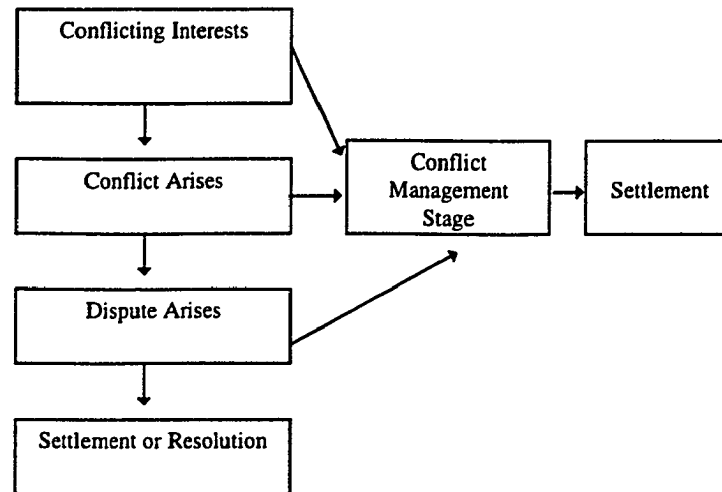 Conflicting Interests
Conflict Arises
Conflict
Management
Stage
Settlement
Dispute Arises
Settlement or Resolution